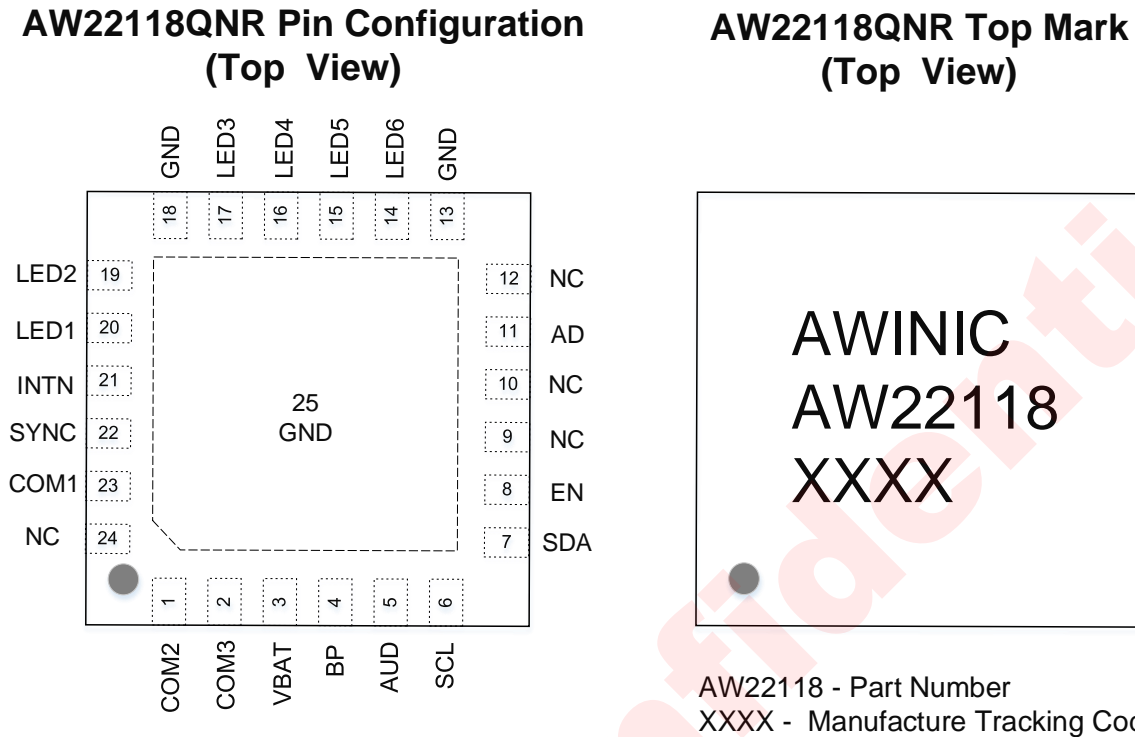 AW22118QNR Pin Configuration
(Top View)
GND LED3 LED4 LED5 LED6 GND
18 17 16 15 14 13
LED2 19
LED1 20
INTN 21
SYNC 22
COM1 23
NC 24
25
GND
12 NC
11 AD
10 NC
9 NC
8 EN
7 SDA
1 2 3 4 5 6
COM2 COM3 VBAT BP AUD SCL
AW22118QNR Top Mark
(Top View)
AWINIC
AW22118
XXXX
AW22118 - Part Number
XXXX - Manufacture Tracking